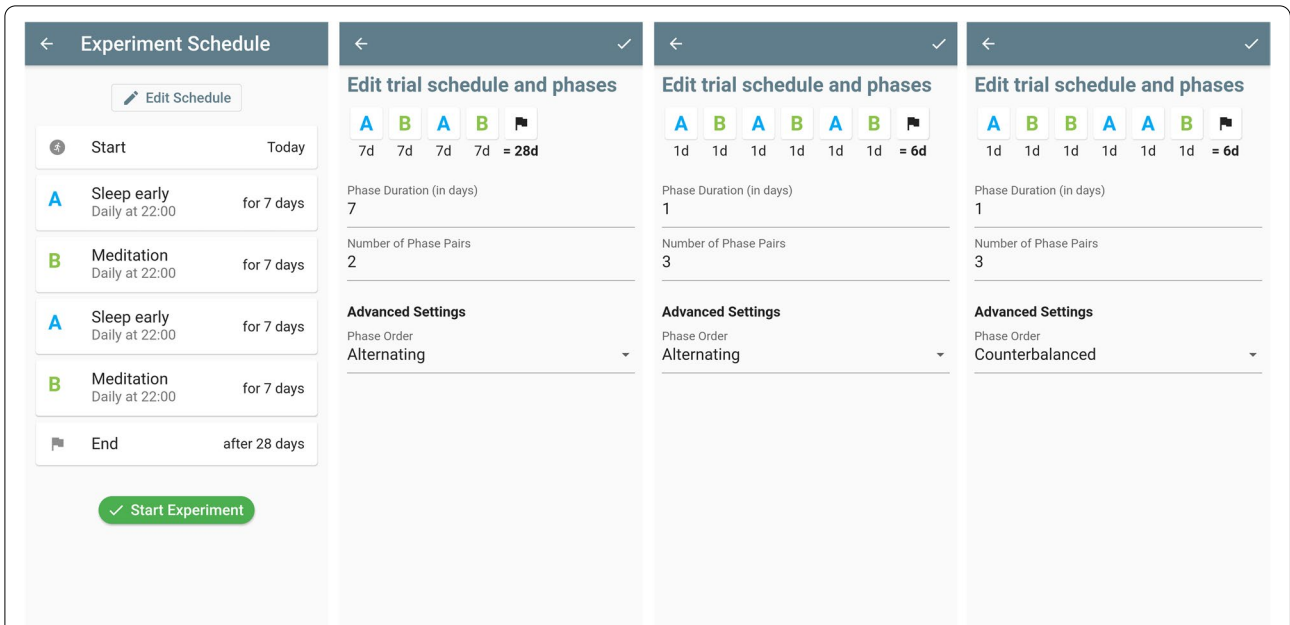 Experiment Schedule
Edit Schedule
Start Today
A Sleep early for 7 days
Daily at 22:00
B Meditation for 7 days
Daily at 22:00
A Sleep early for 7 days
Daily at 22:00
B Meditation for 7 days
Daily at 22:00
End after 28 days
Start Experiment
Edit trial schedule and phases
A B A B
7d 7d 7d 7d = 28d
Phase Duration (in days)
7
Number of Phase Pairs
2
Advanced Settings
Phase Order
Alternating
Edit trial schedule and phases
A B A B A B
1d 1d 1d 1d 1d 1d = 6d
Phase Duration (in days)
1
Number of Phase Pairs
3
Advanced Settings
Phase Order
Alternating
Edit trial schedule and phases
A B B A A B
1d 1d 1d 1d 1d 1d = 6d
Phase Duration (in days)
1
Number of Phase Pairs
3
Advanced Settings
Phase Order
Counterbalanced